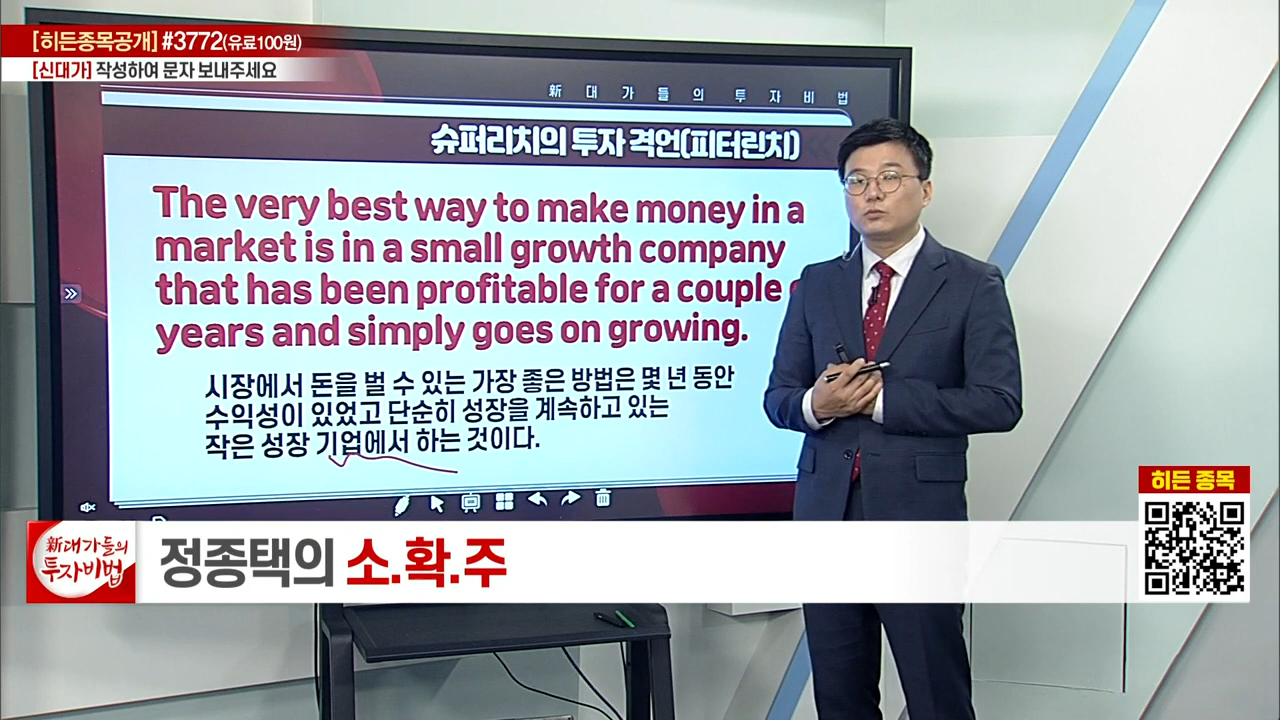 [히든종목공개] #3772(유료100원)
[신대가] 작성하여 문자 보내주세요
新 대 가 들 의 투 자 비 법
슈퍼리치의 투자 격언(피터린치)
The very best way to make money in a
market is in a small growth company
that has been profitable for a couple
years and simply goes on growing.
시장에서 돈을 벌 수 있는 가장 좋은 방법은 몇 년 동안
수익성이 있었고 단순히 성장을 계속하고 있는
작은 성장 기업에서 하는 것이다.
히든 종목
新대가들의
투자비법
정종택의 소.확.주